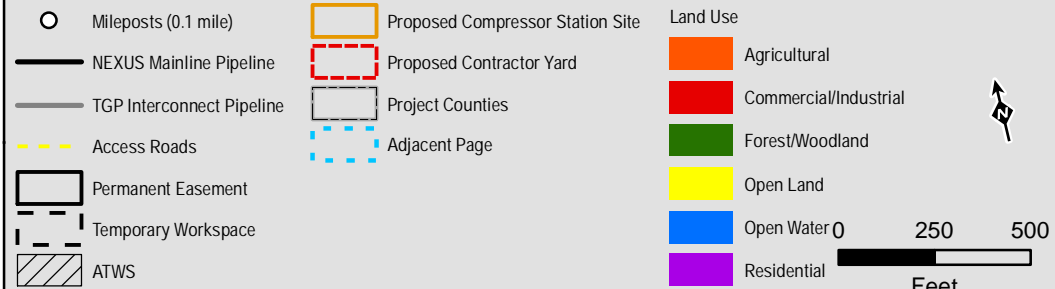 Mileposts (0.1 mile)
NEXUS Mainline Pipeline
TGP Interconnect Pipeline
Access Roads
Permanent Easement
Temporary Workspace
ATWS
Proposed Compressor Station Site
Proposed Contractor Yard
Project Counties
Adjacent Page
Land Use
Agricultural
Commercial/Industrial
Forest/Woodland
Open Land
Open Water
Residential
N
0 250 500
Feet